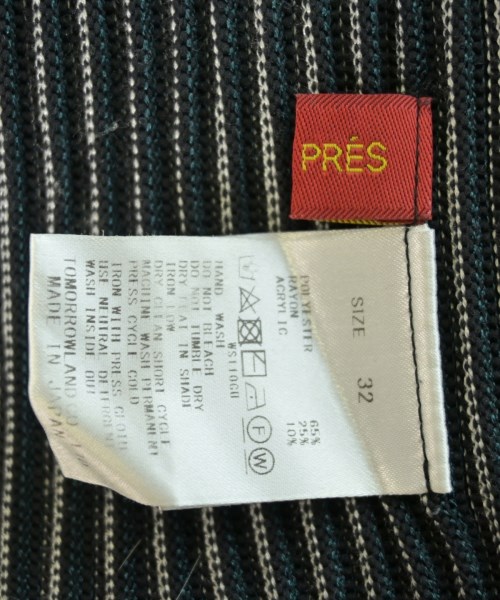 PRÉS
SIZE 32
POLYESTER 65%
RAYON 25%
ACRYLIC 10%
F W
WS110G0
HAND WASH
DO NOT BLEACH
DO NOT TUMBLE DRY
DRY FLAT IN SHADE
IRON LOW
DRY CLEAN SHORT CYCLE
MACHINE WASH PERMANENT
PRESS CYCLE COLD
IRON WITH PRESS CLOTH
USE NEUTRAL DETERGENT
WASH INSIDE OUT
TOMORROWLAND CO.,
MADE IN JAPAN